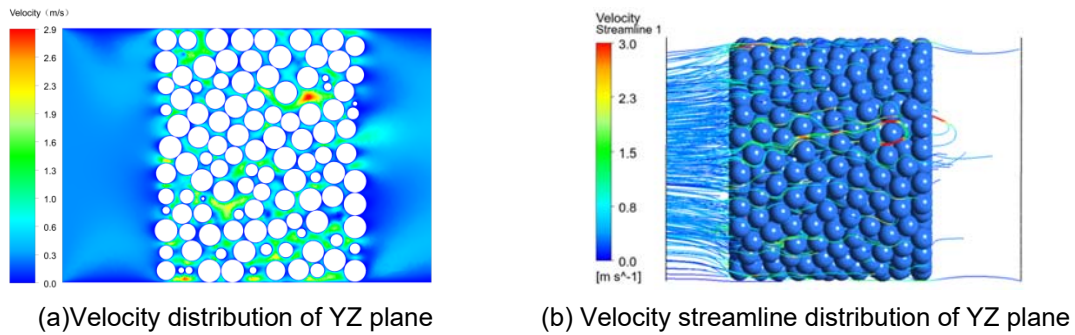 Velocity（m/s）
2.9
2.6
2.3
1.9
1.6
1.3
1.0
0.6
0.3
0.0
Velocity
Streamline 1
3.0
2.3
1.5
0.8
0.0
[m s^-1]
(a)Velocity distribution of YZ plane
(b) Velocity streamline distribution of YZ plane